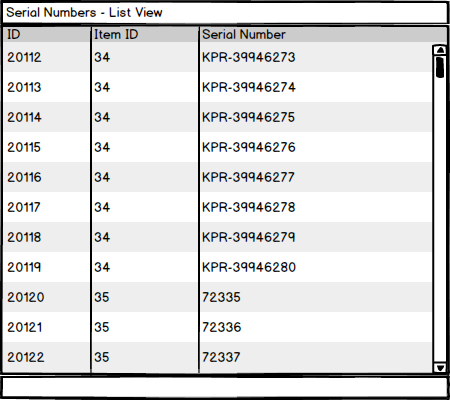 Serial Numbers - List View
ID Item ID Serial Number
20112 34 KPR-39946273
20113 34 KPR-39946274
20114 34 KPR-39946275
20115 34 KPR-39946276
20116 34 KPR-39946277
20117 34 KPR-39946278
20118 34 KPR-39946279
20119 34 KPR-39946280
20120 35 72335
20121 35 72336
20122 35 72337